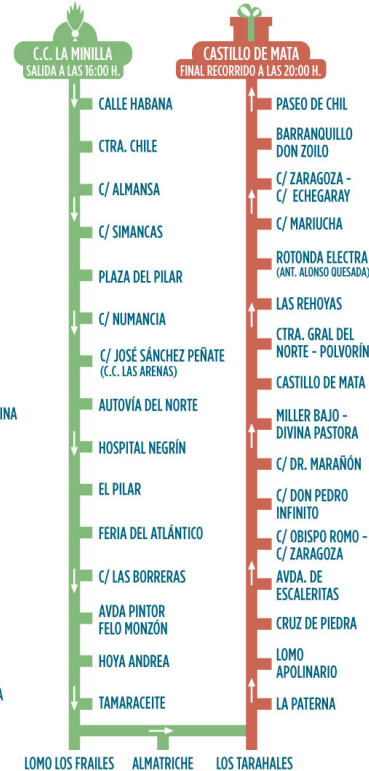 C.C. LA MINILLA
SALIDA A LAS 16:00 H.
CALLE HABANA
CTRA. CHILE
C/ ALMANSA
C/ SIMANCAS
PLAZA DEL PILAR
C/ NUMANCIA
C/ JOSÉ SÁNCHEZ PEÑATE
(C.C. LAS ARENAS)
AUTOVÍA DEL NORTE
INA
HOSPITAL NEGRÍN
EL PILAR
FERIA DEL ATLÁNTICO
C/ LAS BORRERAS
AVDA PINTOR
FELO MONZÓN
HOYA ANDREA
A
TAMARACEITE
LOMO LOS FRAILES
ALMATRICHE
LOS TARAHALES
CASTILLO DE MATA
FINAL RECORRIDO A LAS 20:00 H.
PASEO DE CHIL
BARRANQUILLO
DON ZOILO
C/ ZARAGOZA -
C/ ECHEGARAY
C/ MARIUCHA
ROTONDA ELECTRA
(ANT. ALONSO QUESADA)
LAS REHOYAS
CTRA. GRAL DEL
NORTE - POLVORÍN
CASTILLO DE MATA
MILLER BAJO -
DIVINA PASTORA
C/ DR. MARAÑÓN
C/ DON PEDRO
INFINITO
C/ OBISPO ROMO -
C/ ZARAGOZA
AVDA. DE
ESCALERITAS
CRUZ DE PIEDRA
LOMO
APOLINARIO
LA PATERNA